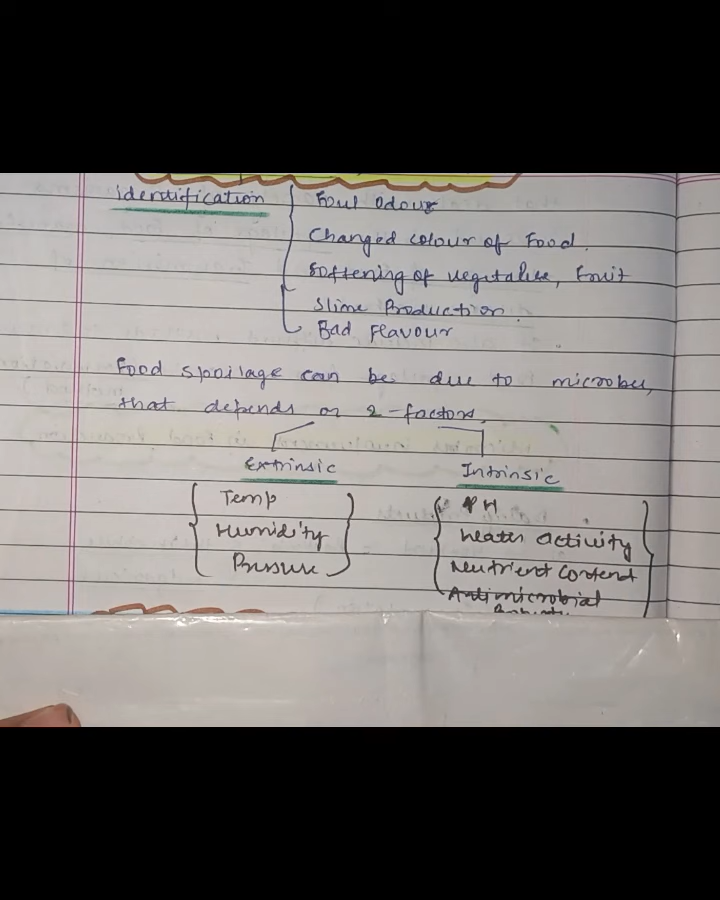 identification
Foul Odour
Changed colour of Food.
Softening of vegetables, Fruit
Slime Production.
Bad Flavour
Food spoilage can be due to microbes,
that depends on 2-factors.
Extrinsic Intrinsic
Temp
Humidity
Pressure
PH
Water activity
Neutrient Content
Antimicrobial